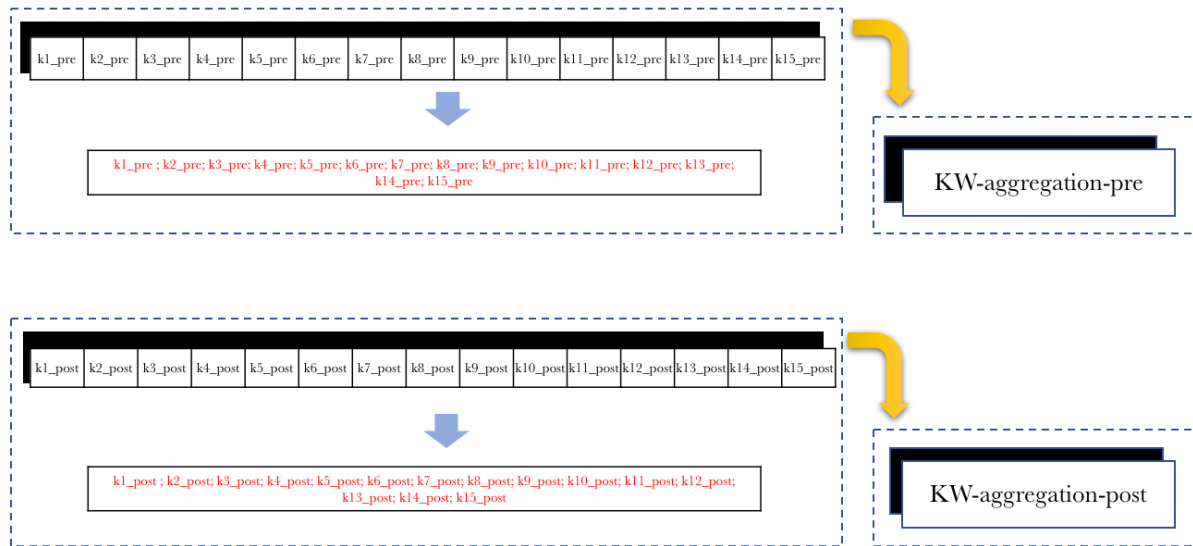 k1_pre k2_pre k3_pre k4_pre k5_pre k6_pre k7_pre k8_pre k9_pre k10_pre k11_pre k12_pre k13_pre k14_pre k15_pre
k1_pre ; k2_pre; k3_pre; k4_pre; k5_pre; k6_pre; k7_pre; k8_pre; k9_pre; k10_pre; k11_pre; k12_pre; k13_pre;
k14_pre; k15_pre
KW-aggregation-pre
k1_post k2_post k3_post k4_post k5_post k6_post k7_post k8_post k9_post k10_post k11_post k12_post k13_post k14_post k15_post
k1_post ; k2_post; k3_post; k4_post; k5_post; k6_post; k7_post; k8_post; k9_post; k10_post; k11_post; k12_post;
k13_post; k14_post; k15_post
KW-aggregation-post